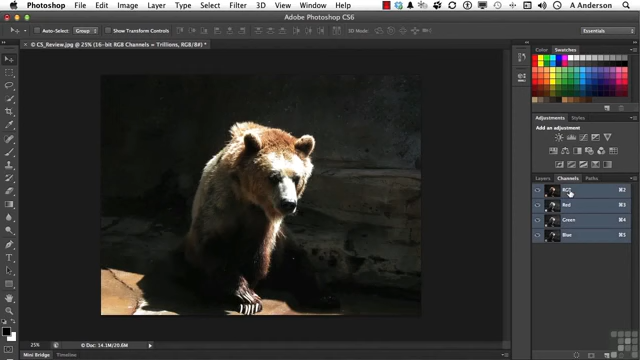 Photoshop File Edit Image Layer Type Select Filter 3D View Window Help A Anderson
Adobe Photoshop CS6
Auto-Select: Group Show Transform Controls 3D Mode: Essentials
© CS_Review.jpg @ 25% (16-bit RGB Channels = Trillions, RGB/8#) *
Color Swatches
Adjustments Styles
Add an adjustment
Layers Channels Paths
RGB ⌘2
Red ⌘3
Green ⌘4
Blue ⌘5
25% Doc: 14.1M/20.6M
Mini Bridge Timeline